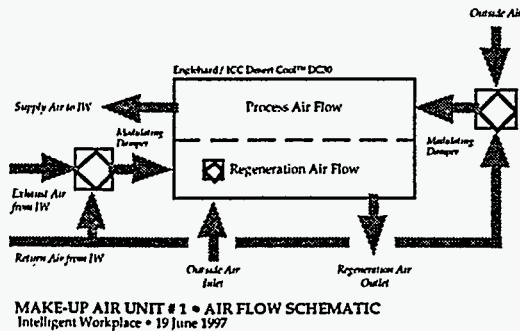 Outside Air
Englehard / ICC Desert Cool™ DC20
Supply Air to IW
Process Air Flow
Modulating
Damper
Modulating
Damper
Regeneration Air Flow
Exhaust Air
from IW
Return Air from IW
Outside Air
Inlet
Regeneration Air
Outlet
MAKE-UP AIR UNIT # 1 • AIR FLOW SCHEMATIC
Intelligent Workplace • 19 June 1997